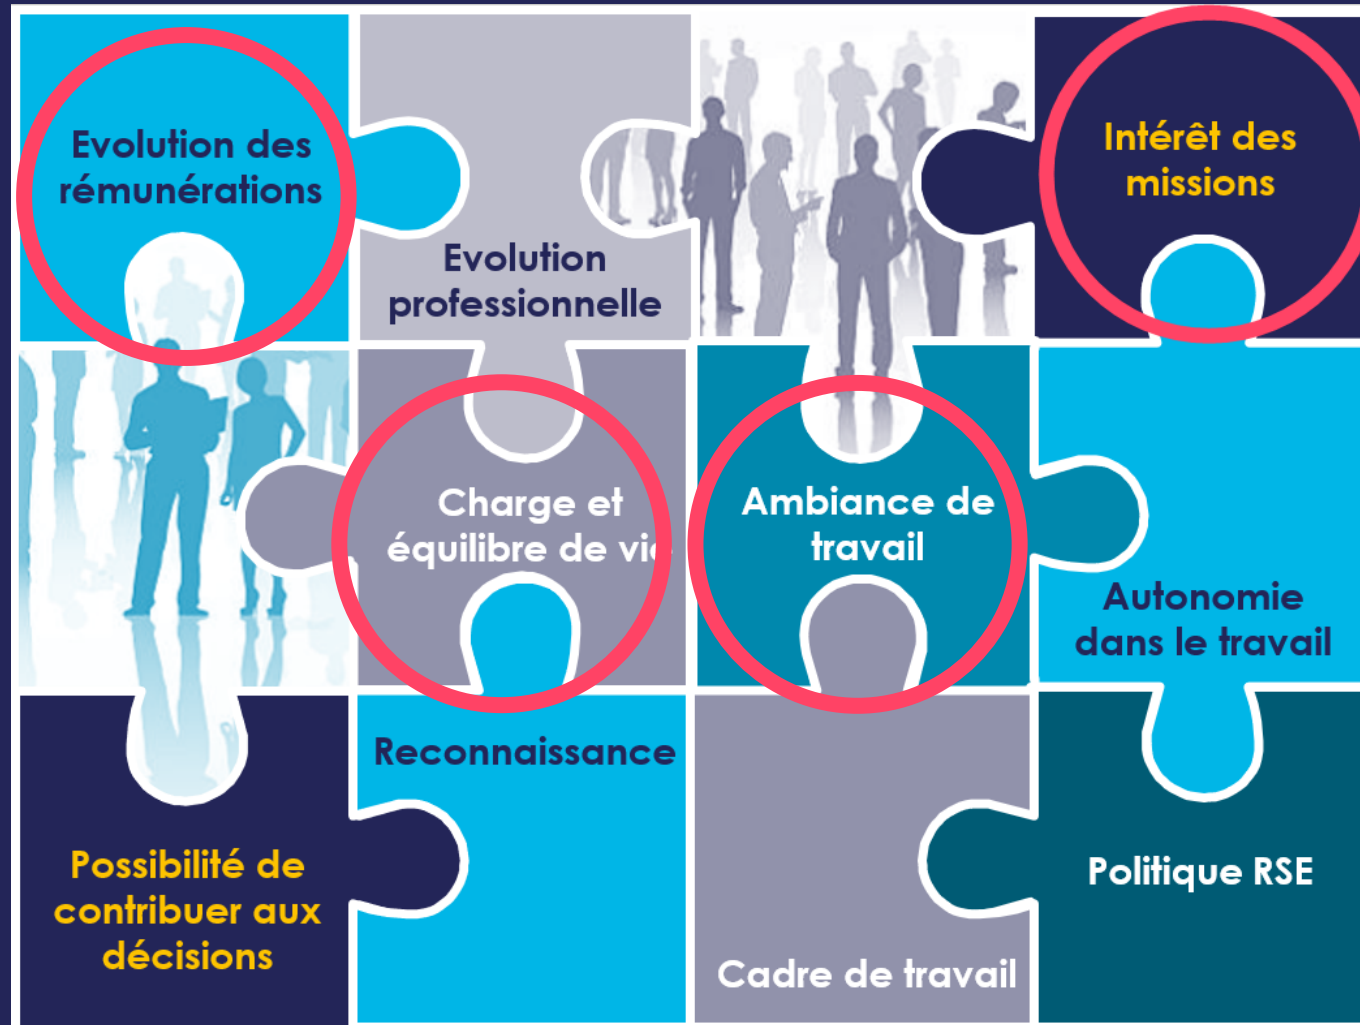 Evolution des
rémunérations
Evolution
professionnelle
Intérêt des
missions
Charge et
équilibre de vie
Ambiance de
travail
Autonomie
dans le travail
Possibilité de
contribuer aux
décisions
Reconnaissance
Cadre de travail
Politique RSE